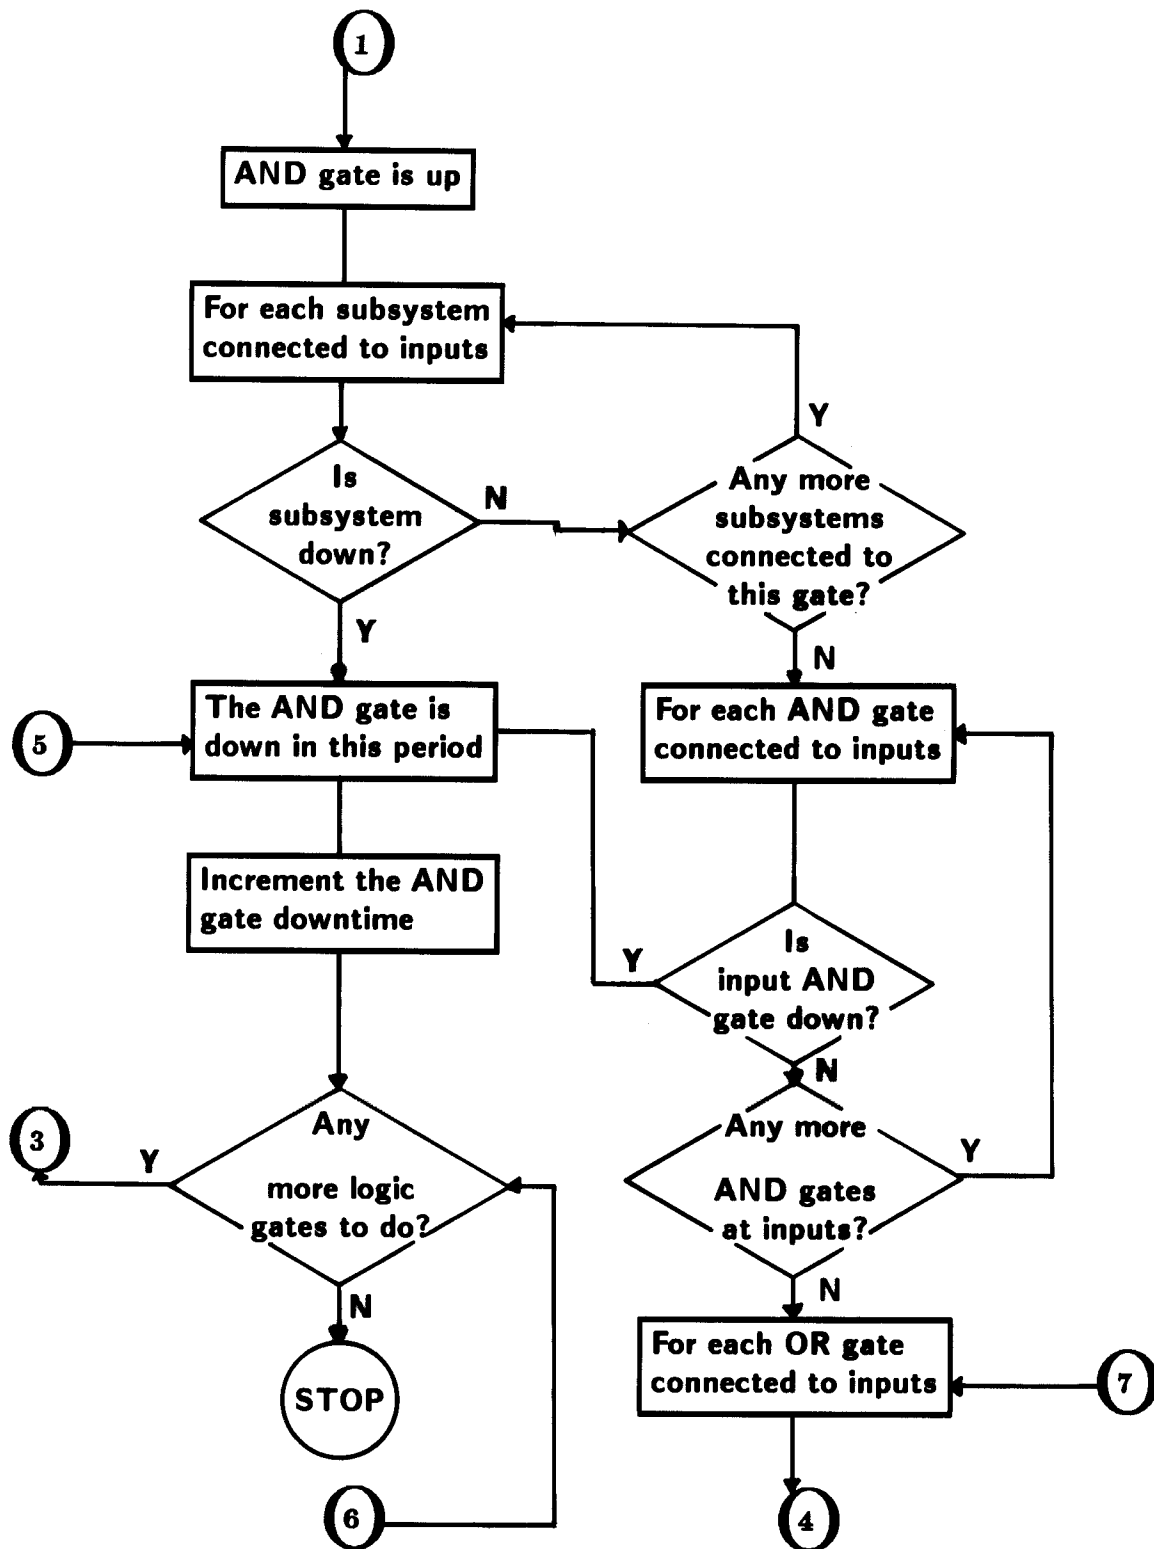 1
AND gate is up
For each subsystem
connected to inputs
Y
Is
subsystem
down?
N
Any more
subsystems
connected to
this gate?
Y
N
5
The AND gate is
down in this period
For each AND gate
connected to inputs
Increment the AND
gate downtime
Y
Is
input AND
gate down?
N
3
Y
Any
more logic
gates to do?
Any more
AND gates
at inputs?
Y
N
N
STOP
For each OR gate
connected to inputs
7
6
4